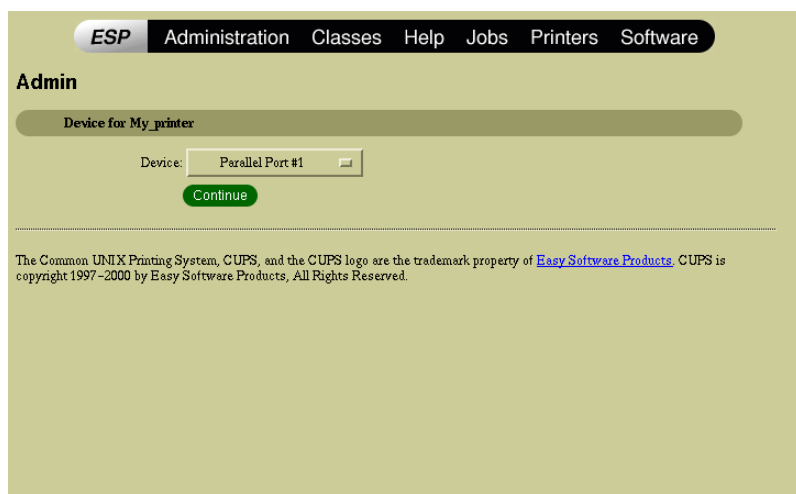 ESP Administration Classes Help Jobs Printers Software
Admin
Device for My_printer
Device: Parallel Port #1
Continue
The Common UNIX Printing System, CUPS, and the CUPS logo are the trademark property of Easy Software Products. CUPS is
copyright 1997-2000 by Easy Software Products, All Rights Reserved.